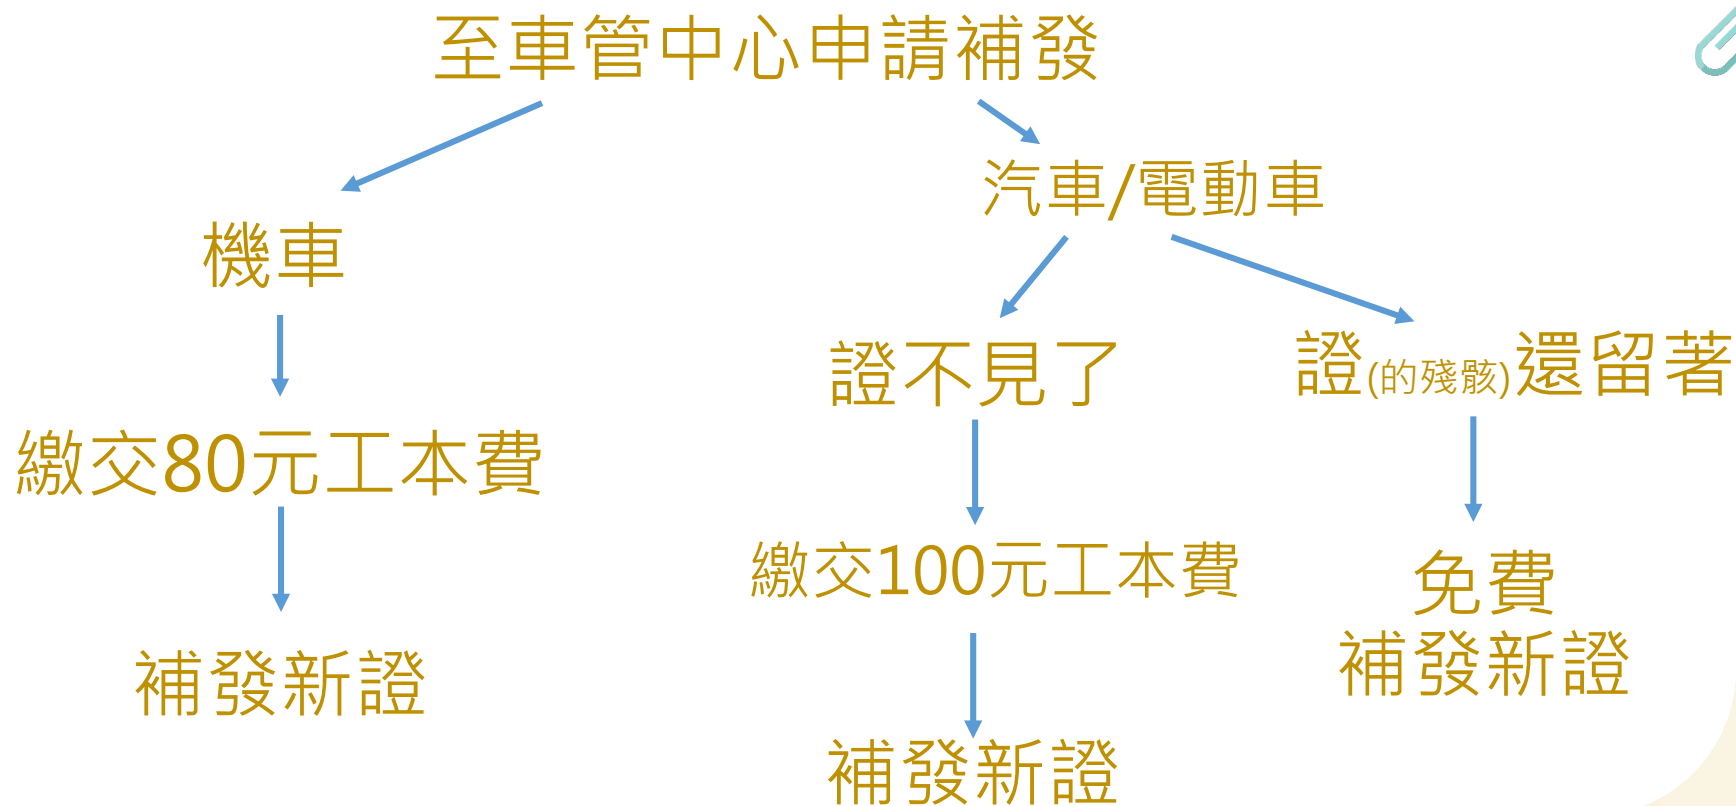 至車管中心申請補發
汽車/電動車
機車
證不見了
證(的殘骸)還留著
繳交80元工本費
繳交100元工本費
免費
補發新證
補發新證
補發新證